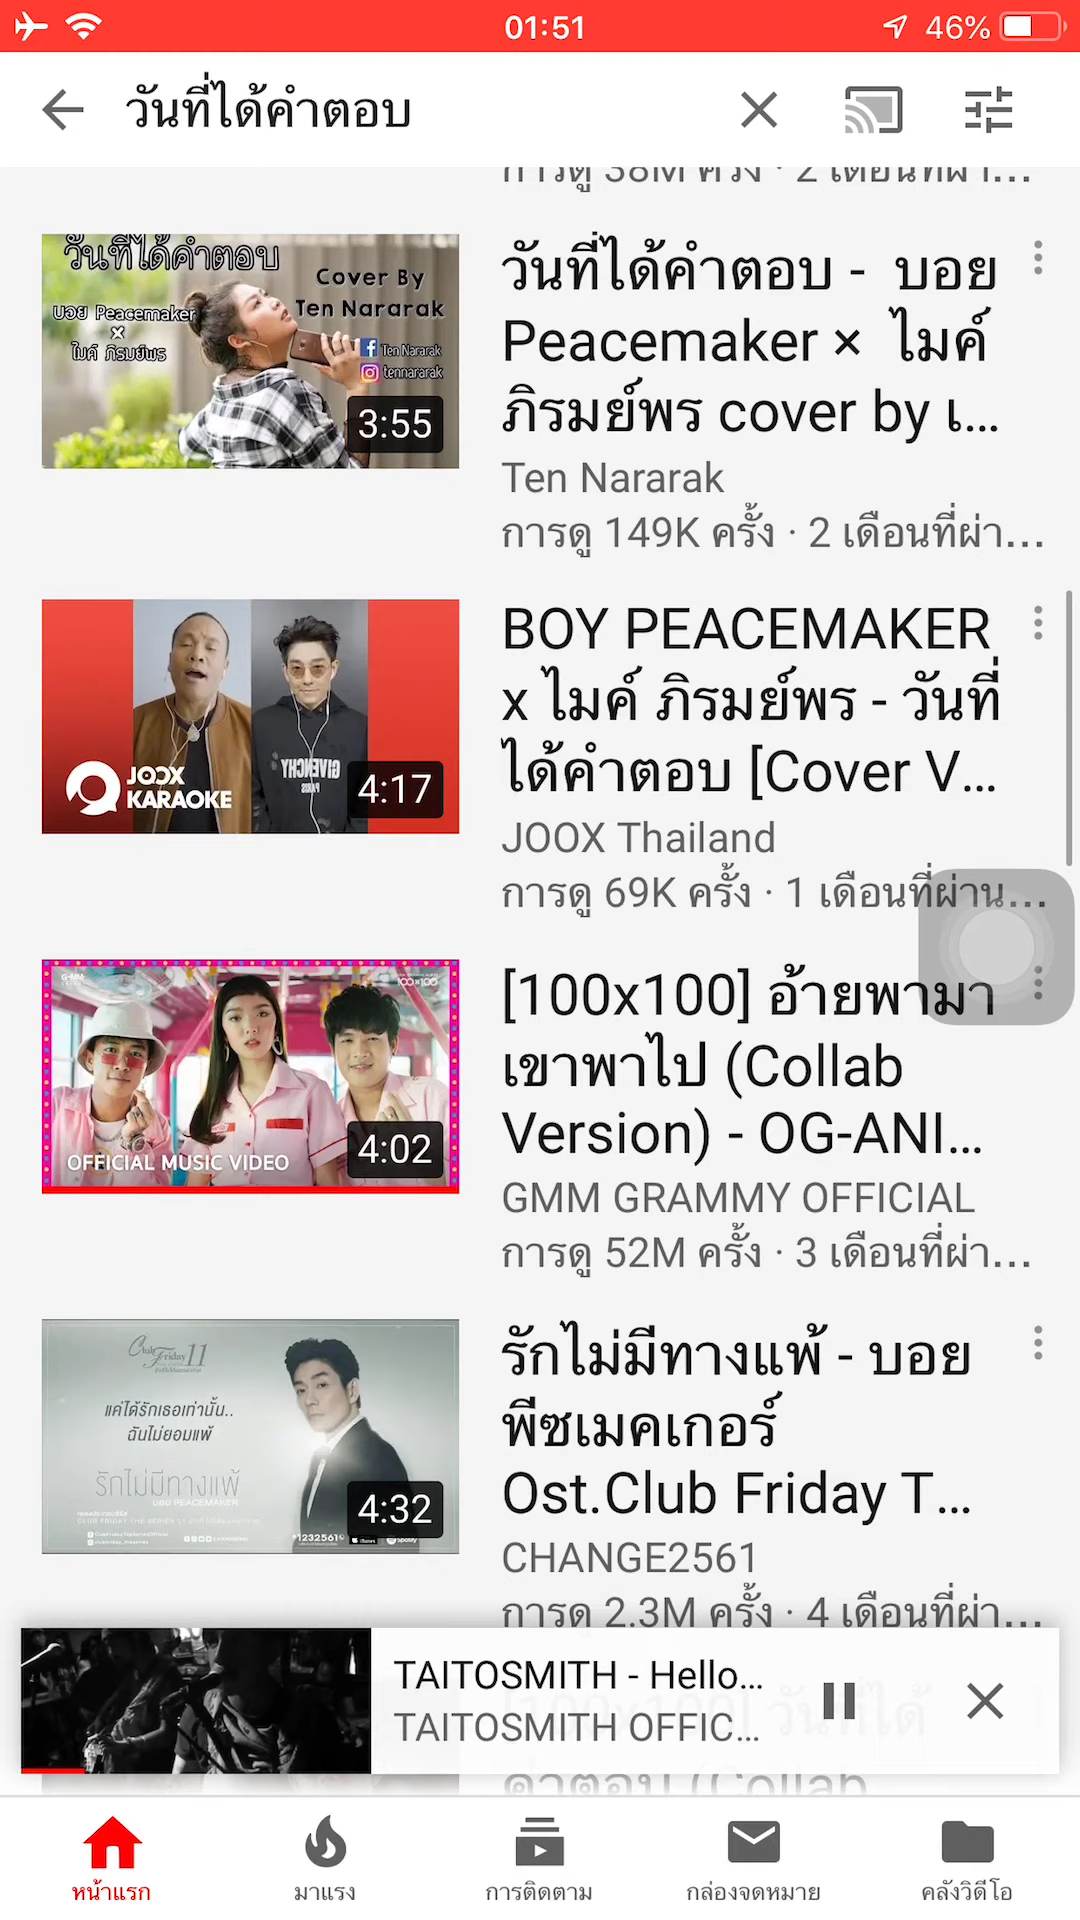 01:51
46%
วันที่ได้คำตอบ
วันที่ได้คำตอบ
Cover By
Ten Nararak
บอย Peacemaker
x
ไมค์ ภิรมย์พร
Ten Nararak
tennararak
3:55
วันที่ได้คำตอบ - บอย
Peacemaker × ไมค์
ภิรมย์พร cover by เ...
Ten Nararak
การดู 149K ครั้ง · 2 เดือนที่ผ่า...
JOOX
KARAOKE
GIVENCHY
PARIS
4:17
BOY PEACEMAKER
x ไมค์ ภิรมย์พร - วันที่
ได้คำตอบ [Cover V...
JOOX Thailand
การดู 69K ครั้ง · 1 เดือนที่ผ่าน...
100x100
OFFICIAL MUSIC VIDEO
4:02
[100x100] อ้ายพามา
เขาพาไป (Collab
Version) - OG-ANI...
GMM GRAMMY OFFICIAL
การดู 52M ครั้ง · 3 เดือนที่ผ่า...
Club Friday 11
แค่ได้รักเธอเท่านั้น..
ฉันไม่ยอมแพ้
รักไม่มีทางแพ้
บอย PEACEMAKER
*1232561
4:32
รักไม่มีทางแพ้ - บอย
พีซเมคเกอร์
Ost.Club Friday T...
CHANGE2561
การดู 2.3M ครั้ง · 4 เดือนที่ผ่า...
TAITOSMITH - Hello...
TAITOSMITH OFFIC...
หน้าแรก
มาแรง
การติดตาม
กล่องจดหมาย
คลังวิดีโอ